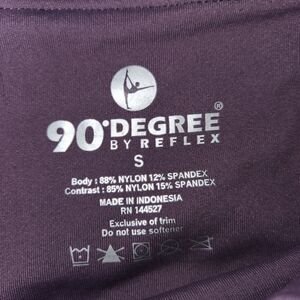 90°DEGREE®
BY REFLEX
S
Body : 88% NYLON 12% SPANDEX
Contrast : 85% NYLON 15% SPANDEX
MADE IN INDONESIA
RN 144527
Exclusive of trim
Do not use softener